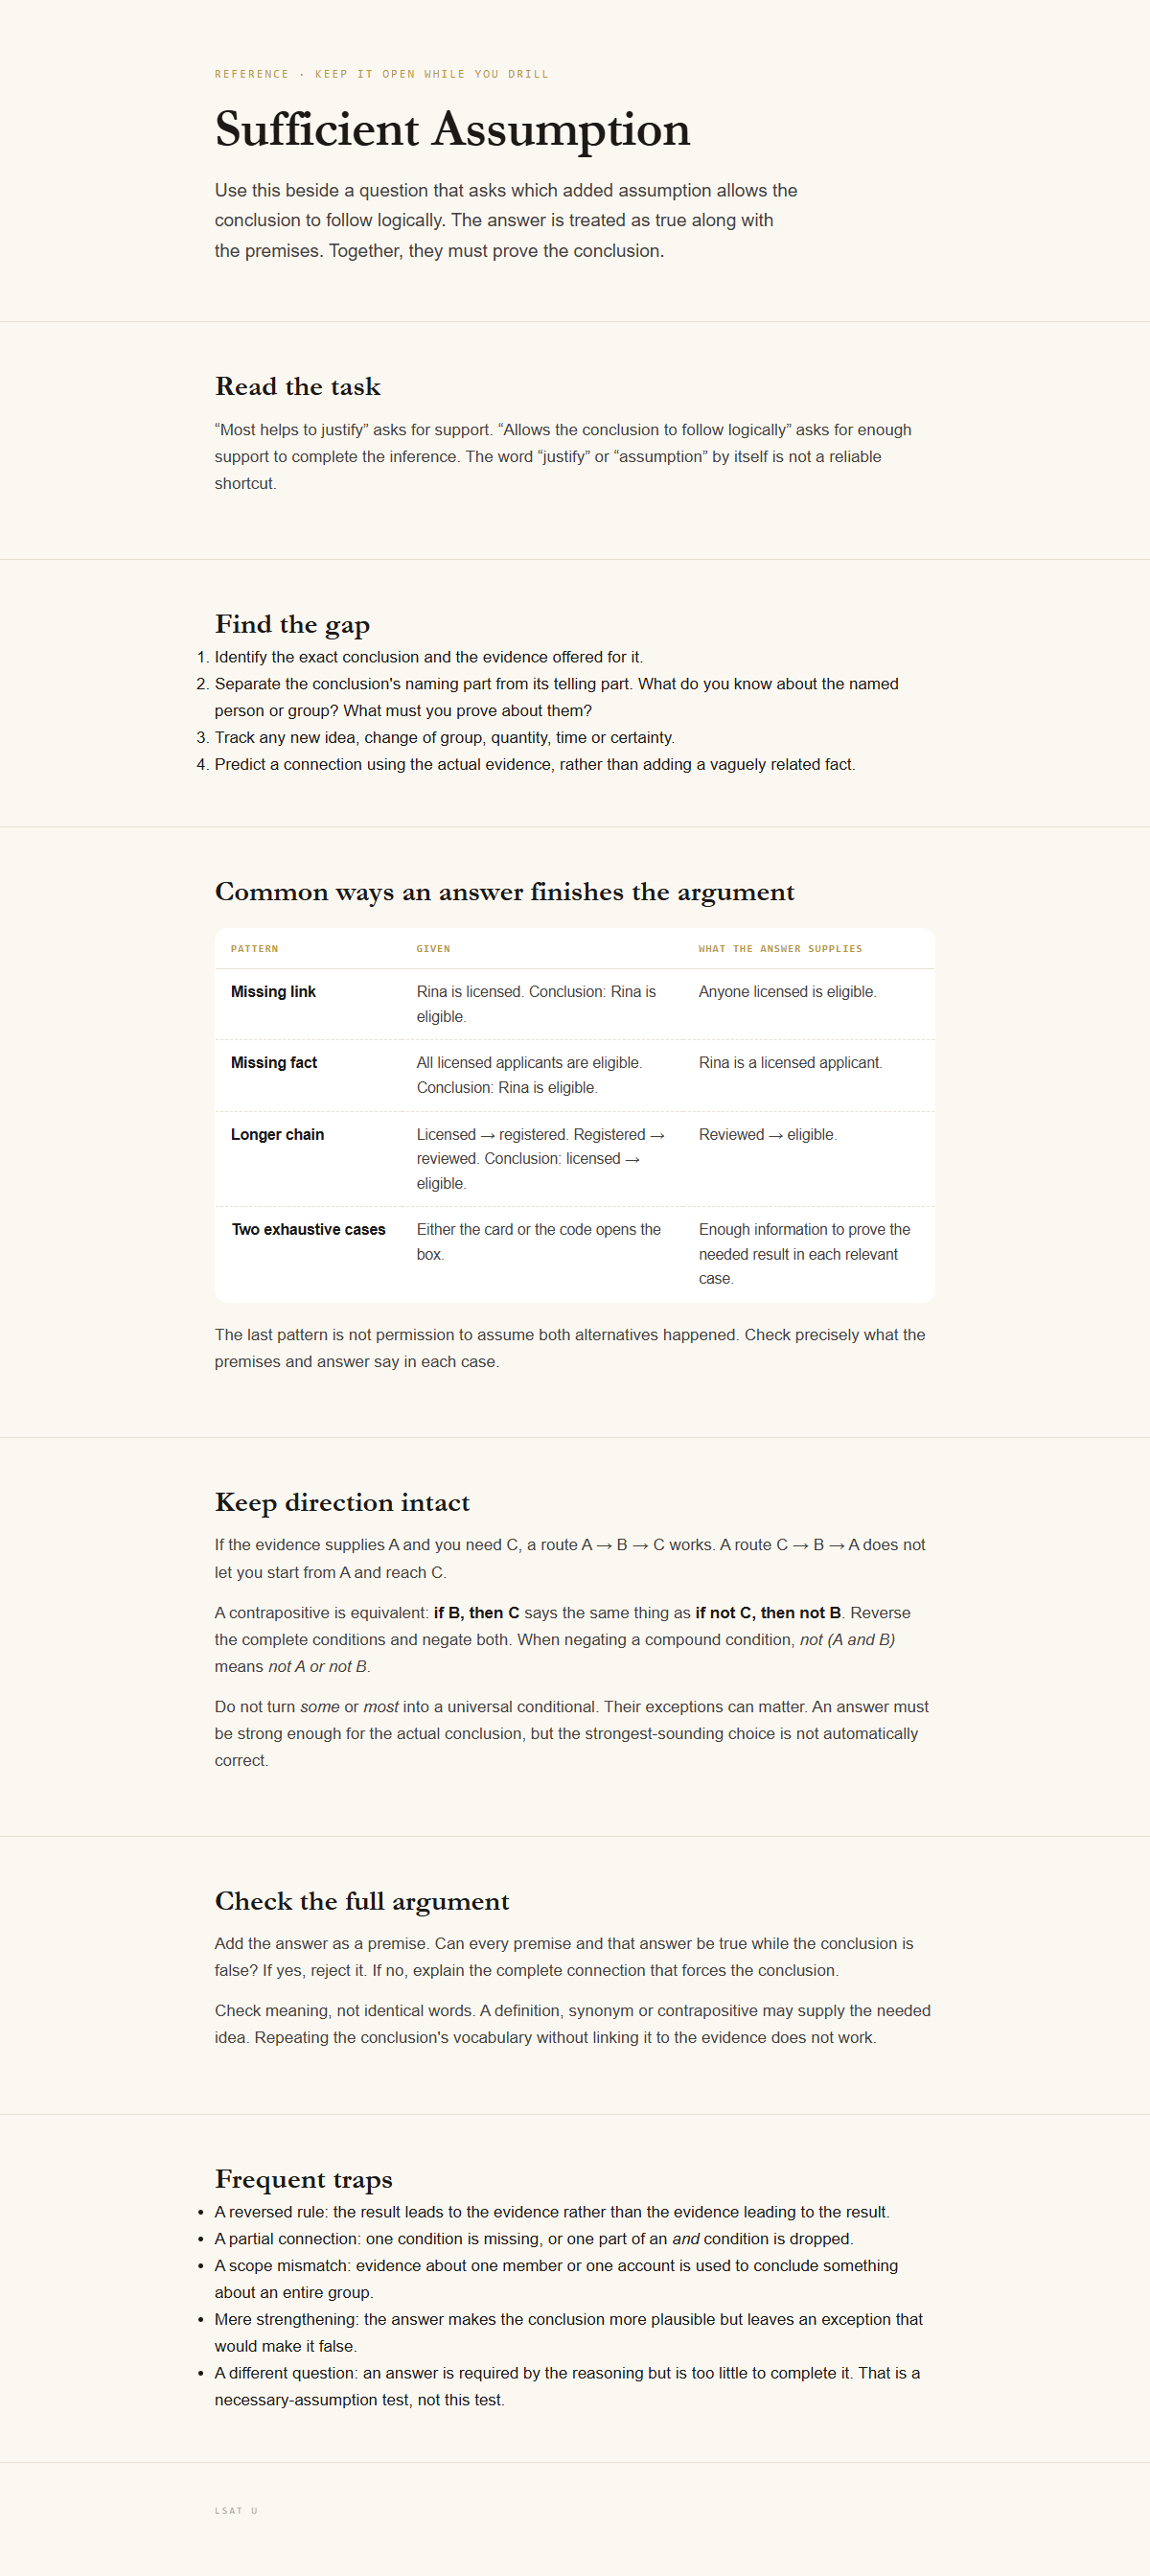 REFERENCE · KEEP IT OPEN WHILE YOU DRILL
Sufficient Assumption
Use this beside a question that asks which added assumption allows the
conclusion to follow logically. The answer is treated as true along with
the premises. Together, they must prove the conclusion.
Read the task
“Most helps to justify” asks for support. “Allows the conclusion to follow logically” asks for enough
support to complete the inference. The word “justify” or “assumption” by itself is not a reliable
shortcut.
Find the gap
1. Identify the exact conclusion and the evidence offered for it.
2. Separate the conclusion's naming part from its telling part. What do you know about the named
person or group? What must you prove about them?
3. Track any new idea, change of group, quantity, time or certainty.
4. Predict a connection using the actual evidence, rather than adding a vaguely related fact.
Common ways an answer finishes the argument
PATTERN GIVEN WHAT THE ANSWER SUPPLIES
Missing link Rina is licensed. Conclusion: Rina is Anyone licensed is eligible.
eligible.
Missing fact All licensed applicants are eligible. Rina is a licensed applicant.
Conclusion: Rina is eligible.
Longer chain Licensed → registered. Registered → Reviewed → eligible.
reviewed. Conclusion: licensed →
eligible.
Two exhaustive cases Either the card or the code opens the Enough information to prove the
box. needed result in each relevant
case.
The last pattern is not permission to assume both alternatives happened. Check precisely what the
premises and answer say in each case.
Keep direction intact
If the evidence supplies A and you need C, a route A → B → C works. A route C → B → A does not
let you start from A and reach C.
A contrapositive is equivalent: if B, then C says the same thing as if not C, then not B. Reverse
the complete conditions and negate both. When negating a compound condition, not (A and B)
means not A or not B.
Do not turn some or most into a universal conditional. Their exceptions can matter. An answer must
be strong enough for the actual conclusion, but the strongest-sounding choice is not automatically
correct.
Check the full argument
Add the answer as a premise. Can every premise and that answer be true while the conclusion is
false? If yes, reject it. If no, explain the complete connection that forces the conclusion.
Check meaning, not identical words. A definition, synonym or contrapositive may supply the needed
idea. Repeating the conclusion's vocabulary without linking it to the evidence does not work.
Frequent traps
• A reversed rule: the result leads to the evidence rather than the evidence leading to the result.
• A partial connection: one condition is missing, or one part of an and condition is dropped.
• A scope mismatch: evidence about one member or one account is used to conclude something
about an entire group.
• Mere strengthening: the answer makes the conclusion more plausible but leaves an exception that
would make it false.
• A different question: an answer is required by the reasoning but is too little to complete it. That is a
necessary-assumption test, not this test.
LSAT U